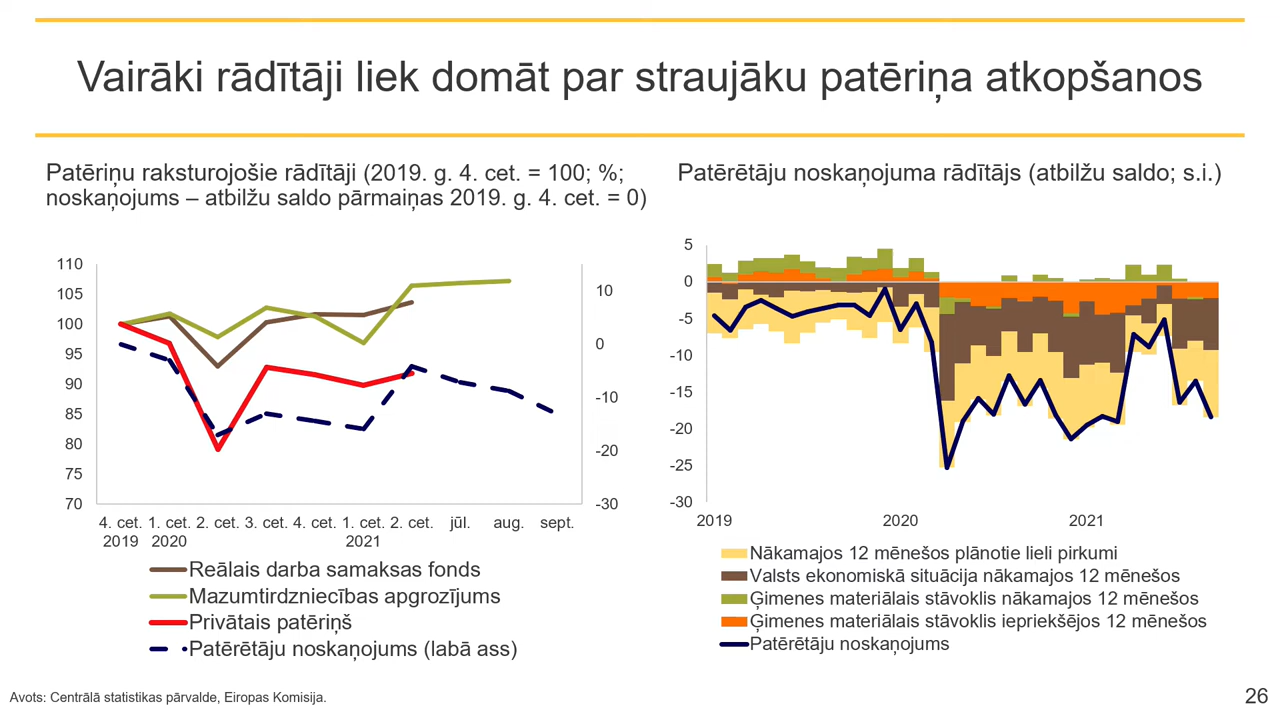 Vairāki rādītāji liek domāt par straujāku patēriņa atkopšanos
Patēriņu raksturojošie rādītāji (2019. g. 4. cet. = 100; %;
noskaņojums – atbilžu saldo pārmaiņas 2019. g. 4. cet. = 0)
110
105
100
95
90
85
80
75
70
10
0
-10
-20
-30
4. cet. 1. cet. 2. cet. 3. cet. 4. cet. 1. cet. 2. cet. jūl. aug. sept.
2019 2020 2021
Reālais darba samaksas fonds
Mazumtirdzniecības apgrozījums
Privātais patēriņš
Patērētāju noskaņojums (labā ass)
Patērētāju noskaņojuma rādītājs (atbilžu saldo; s.i.)
5
0
-5
-10
-15
-20
-25
-30
2019 2020 2021
Nākamajos 12 mēnešos plānotie lieli pirkumi
Valsts ekonomiskā situācija nākamajos 12 mēnešos
Ģimenes materiālais stāvoklis nākamajos 12 mēnešos
Ģimenes materiālais stāvoklis iepriekšējos 12 mēnešos
Patērētāju noskaņojums
Avots: Centrālā statistikas pārvalde, Eiropas Komisija.
26